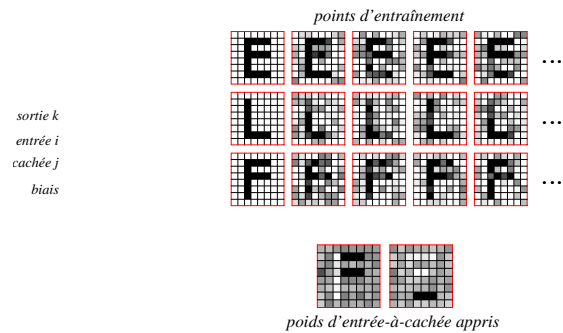 points d'entraînement
...
sortie k
...
entrée i
cachée j
biais
...
poids d'entrée-à-cachée appris